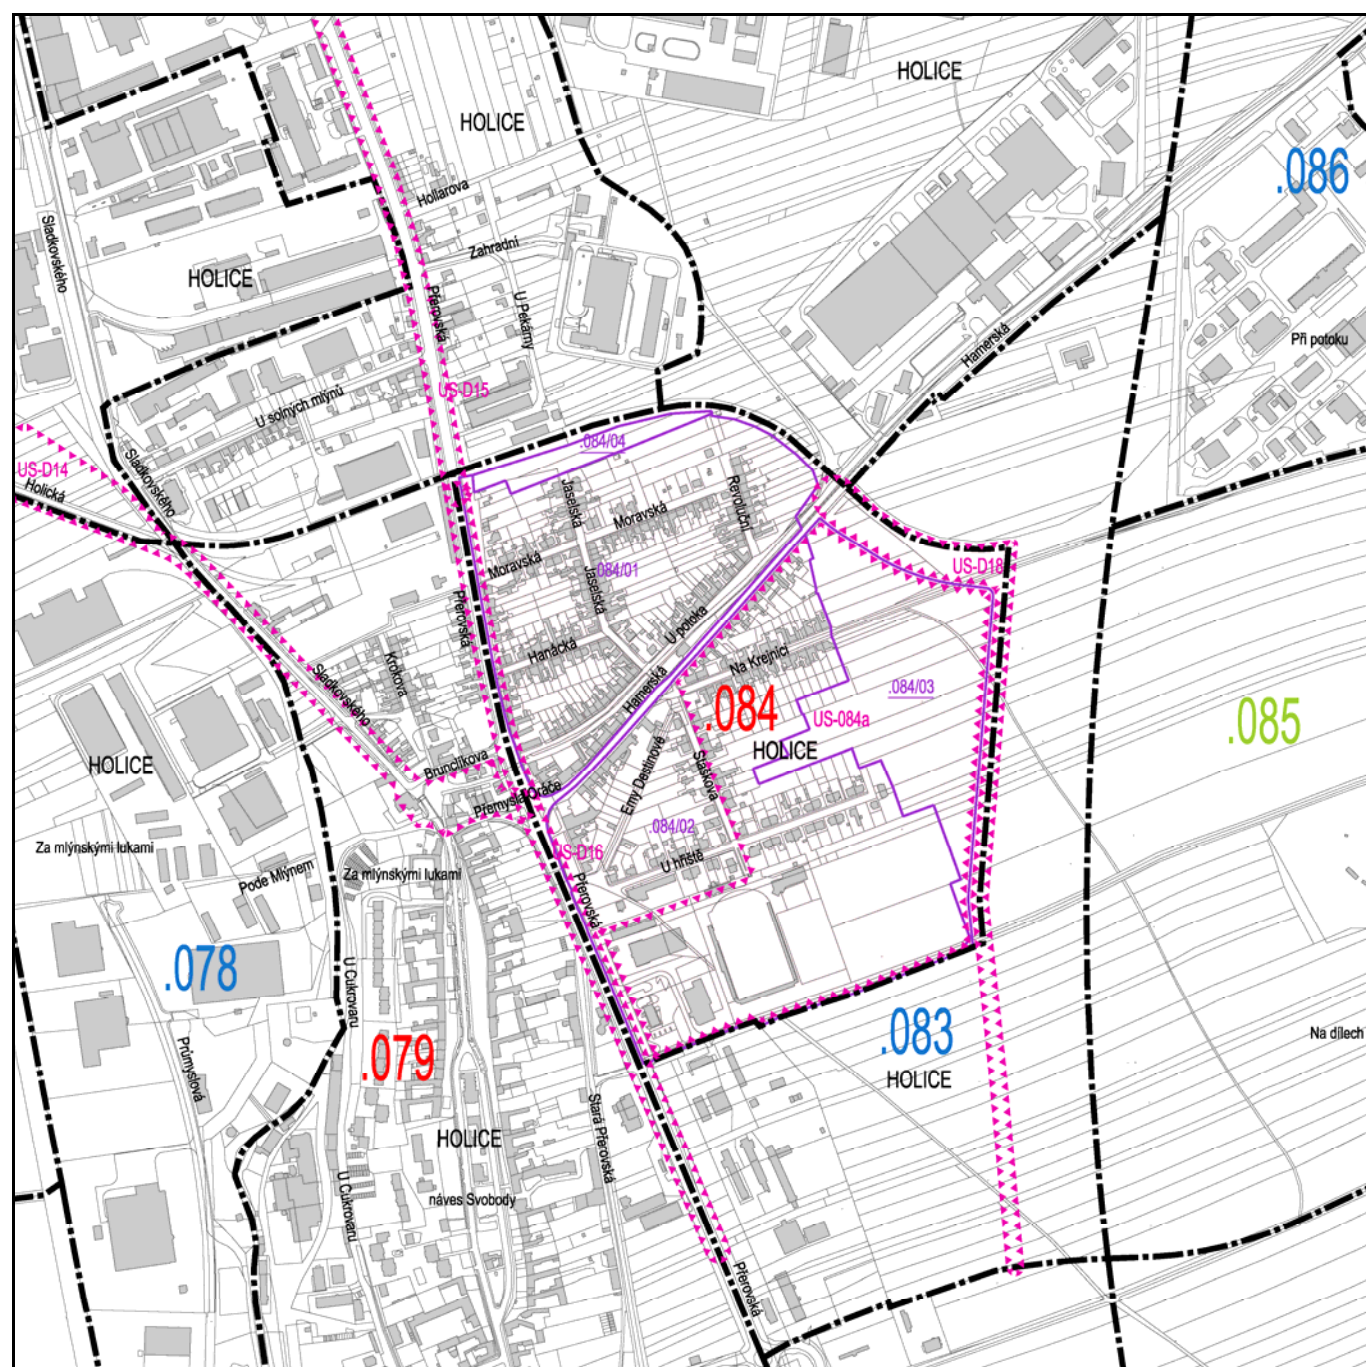 HOLICE
HOLICE
.086
Hollarova
Sladkovského
Zahradní
HOLICE
Přerovská
U Pekárny
Hamerská
Při potoku
US-D15
U solných mlýnů
.084/04
US-D14
Sladkovského
Holická
Jaselská
Revoluční
Moravská
Moravská
.084/01
US-D18
Jaselská
Přerovská
U potoka
Hanácká
Krokova
Na Krejnici
Hamerská
Sladkovského
.084/03
.084
US-084a
.085
HOLICE
HOLICE
Brunclíkova
Staškova
Emy Destinové
Přemysla Oráče
.084/02
Za mlýnskými lukami
US-D16
U hřiště
Pode Mlýnem
Za mlýnskými lukami
Přerovská
.078
U Cukrovaru
.083
Na dílech
.079
Průmyslová
HOLICE
Stará Přerovská
HOLICE
U Cukrovaru
náves Svobody
Přerovská